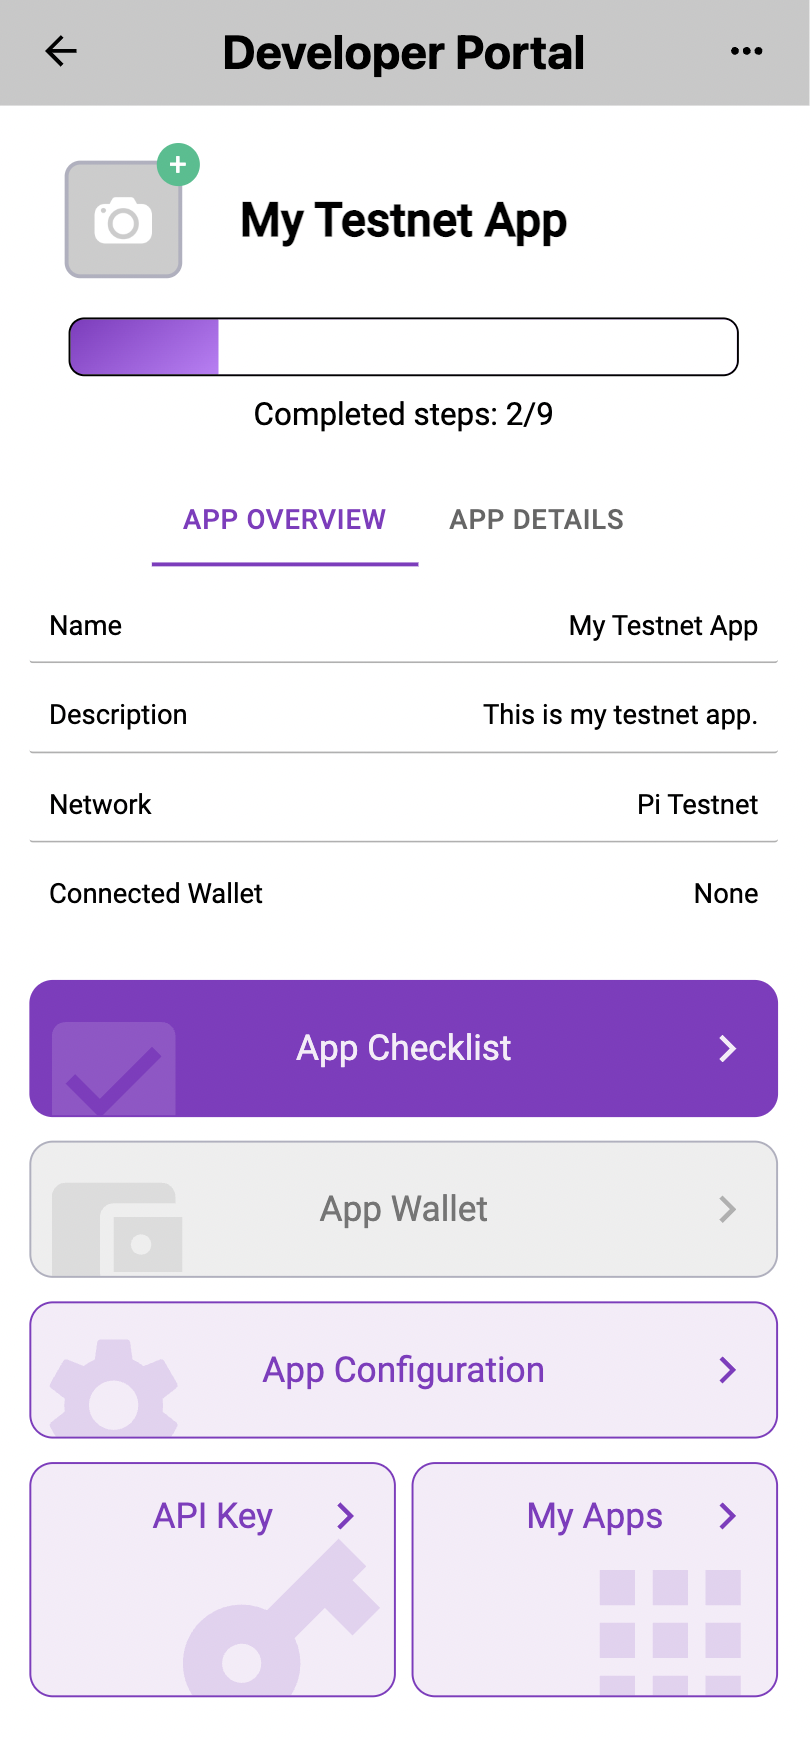 Developer Portal
My Testnet App
Completed steps: 2/9
APP OVERVIEW APP DETAILS
Name My Testnet App
Description This is my testnet app.
Network Pi Testnet
Connected Wallet None
App Checklist
App Wallet
App Configuration
API Key My Apps